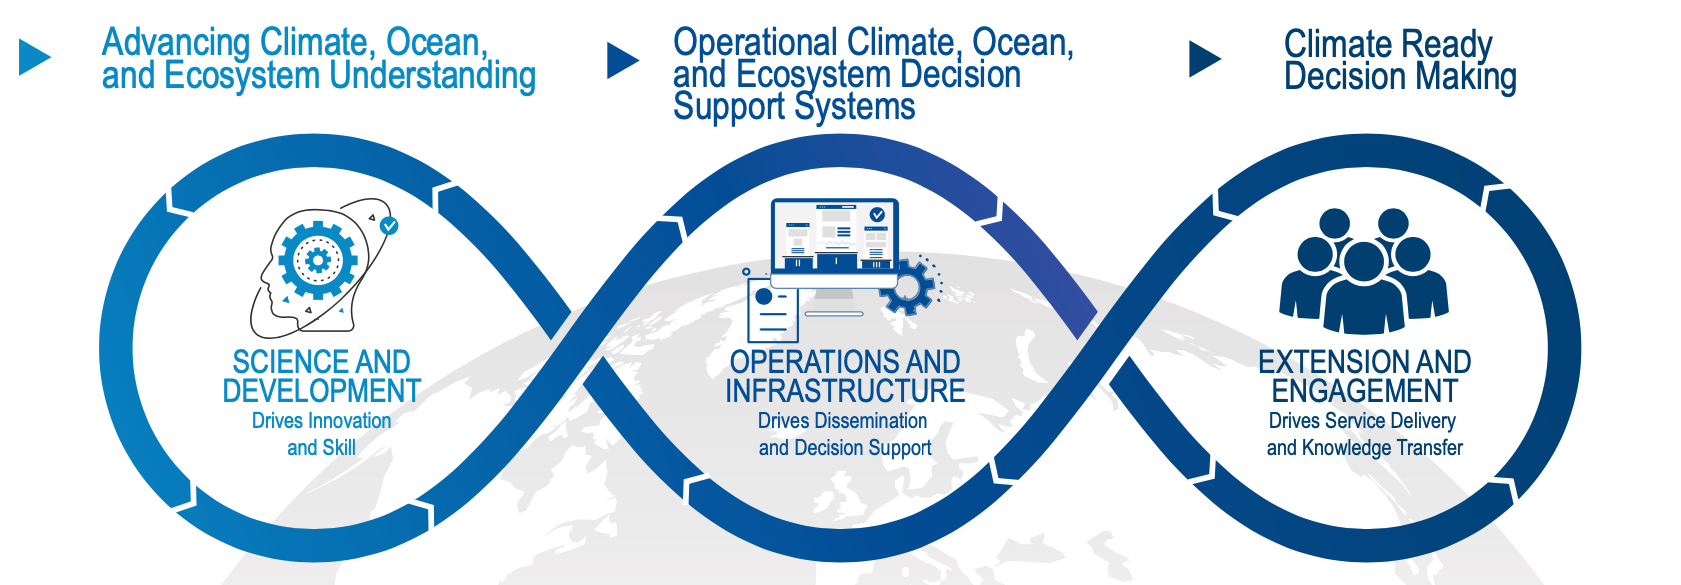 Advancing Climate, Ocean,
and Ecosystem Understanding
Operational Climate, Ocean,
and Ecosystem Decision
Support Systems
Climate Ready
Decision Making
SCIENCE AND
DEVELOPMENT
Drives Innovation
and Skill
OPERATIONS AND
INFRASTRUCTURE
Drives Dissemination
and Decision Support
EXTENSION AND
ENGAGEMENT
Drives Service Delivery
and Knowledge Transfer